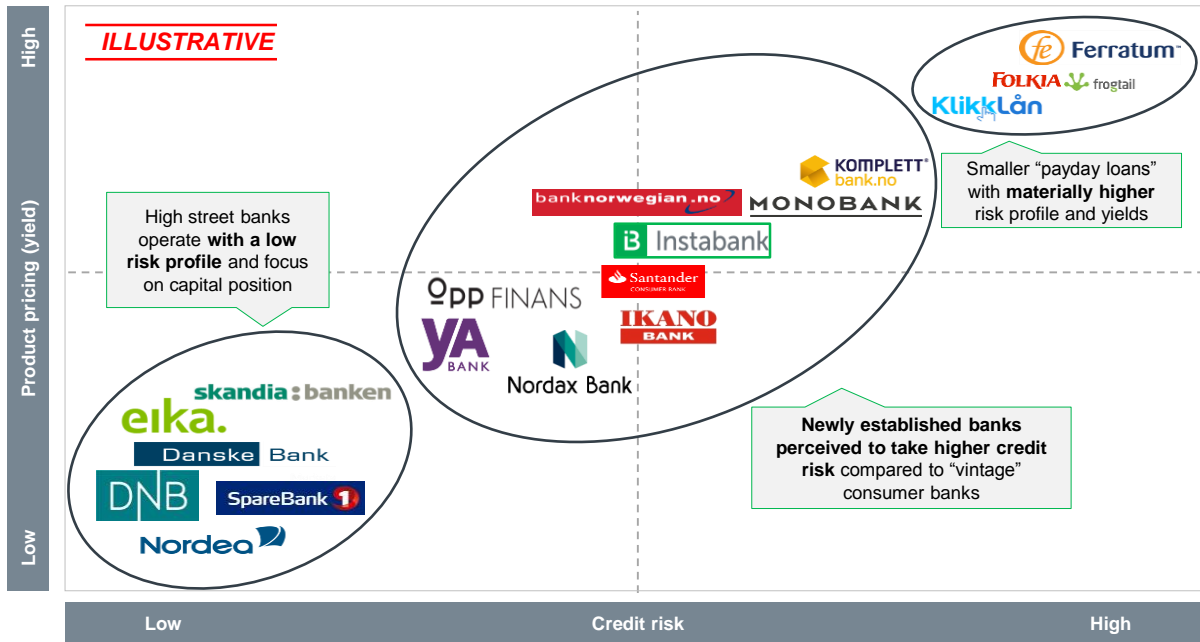 ILLUSTRATIVE
High
Product pricing (yield)
Low
fe Ferratum™
FOLKIA frogtail
KlikkLån
Smaller “payday loans”
with materially higher
risk profile and yields
KOMPLETT®
bank.no
banknorwegian.no
MONOBANK
iB Instabank
Santander
CONSUMER BANK
OPP FINANS
IKANO
BANK
YA
BANK
Nordax Bank
High street banks
operate with a low
risk profile and focus
on capital position
skandia:banken
eika.
Danske Bank
DNB
SpareBank 1
Nordea
Newly established banks
perceived to take higher credit
risk compared to “vintage”
consumer banks
Low
Credit risk
High